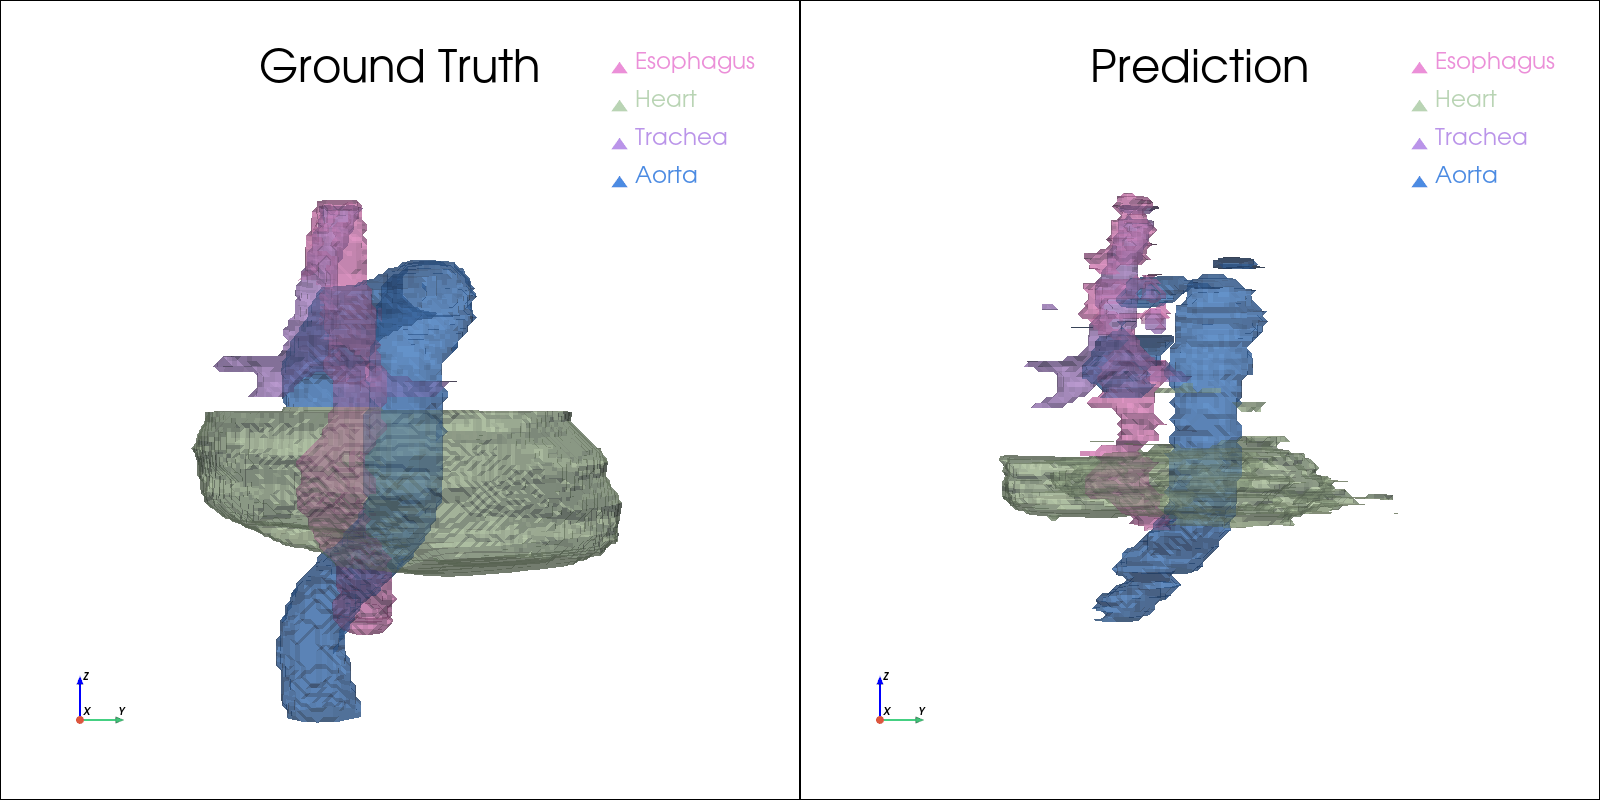 Ground Truth
Esophagus
Heart
Trachea
Aorta
Z
X
Y
Prediction
Esophagus
Heart
Trachea
Aorta
Z
X
Y